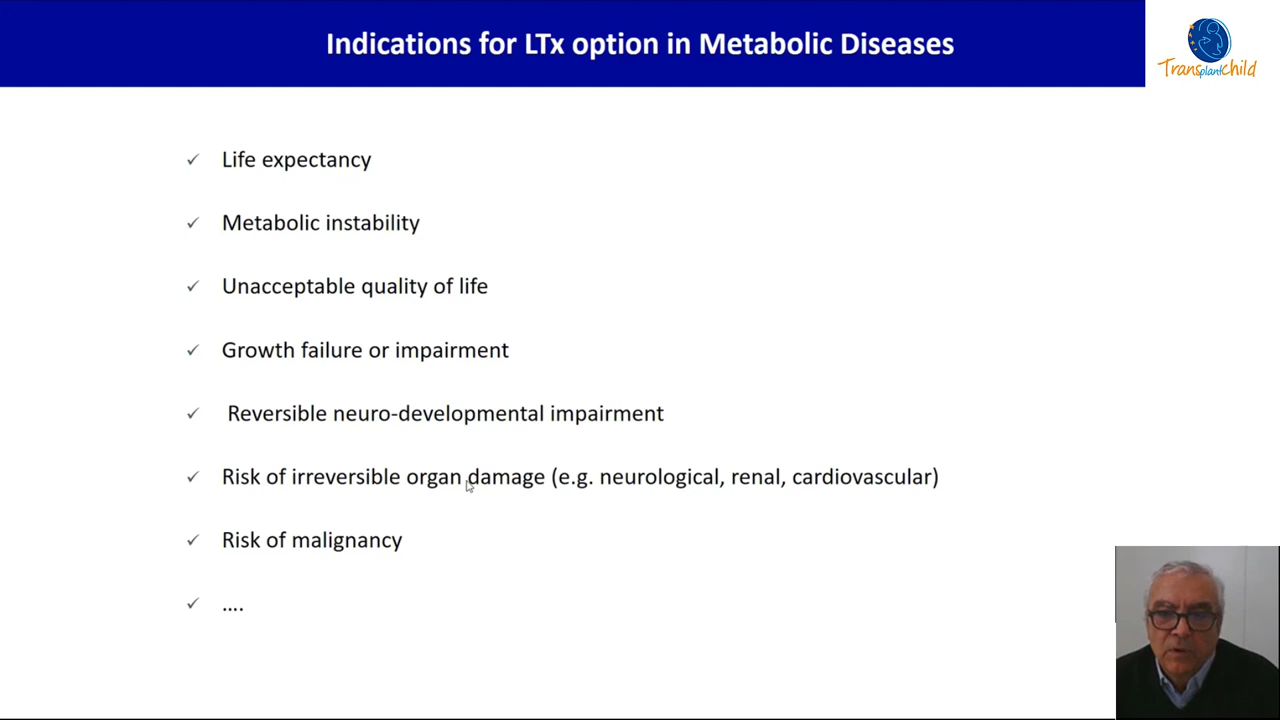 Indications for LTx option in Metabolic Diseases
Transplantchild
✓ Life expectancy
✓ Metabolic instability
✓ Unacceptable quality of life
✓ Growth failure or impairment
✓ Reversible neuro-developmental impairment
✓ Risk of irreversible organ damage (e.g. neurological, renal, cardiovascular)
✓ Risk of malignancy
✓ ....